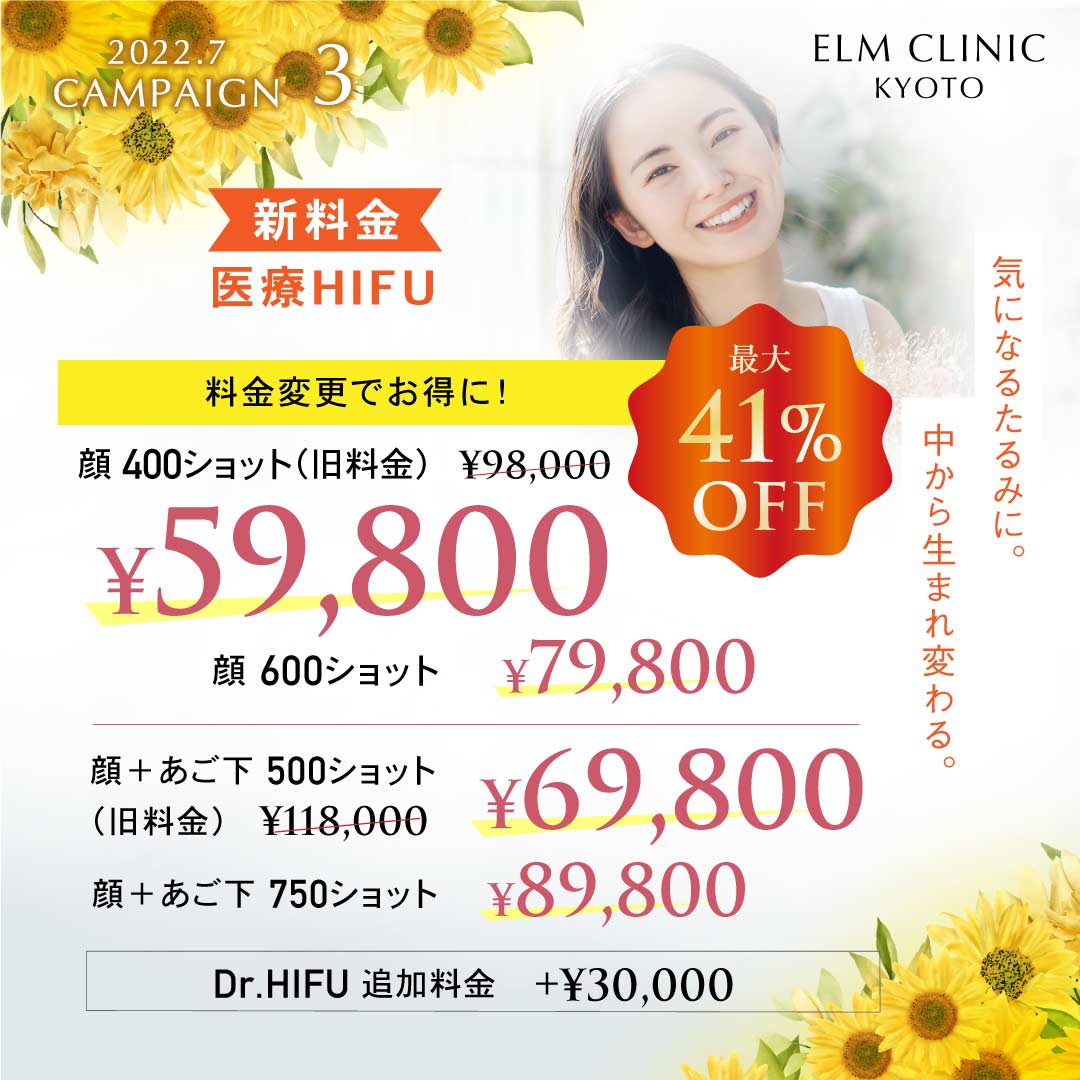 2022.7
CAMPAIGN 3
ELM CLINIC
KYOTO
新料金
医療HIFU
気になるたるみに。
中から生まれ変わる。
料金変更でお得に！
最大
41%
OFF
顔 400ショット（旧料金） ¥98,000
¥59,800
顔 600ショット ¥79,800
顔＋あご下 500ショット
（旧料金） ¥118,000
¥69,800
顔＋あご下 750ショット ¥89,800
Dr.HIFU 追加料金 +¥30,000